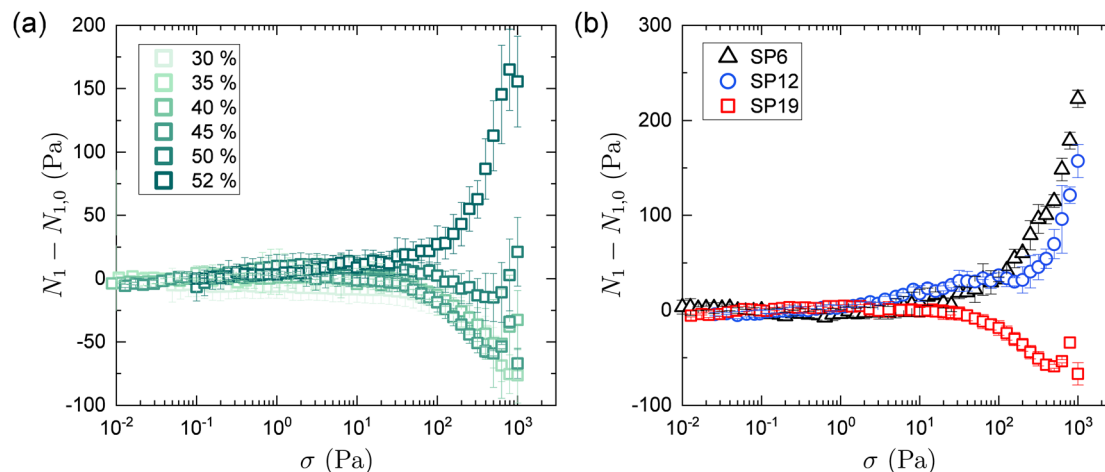 (a)
200
150
100
50
0
-50
-100
N₁ − N₁,₀ (Pa)
30 %
35 %
40 %
45 %
50 %
52 %
10⁻² 10⁻¹ 10⁰ 10¹ 10² 10³
σ (Pa)
(b)
300
200
100
0
-100
N₁ − N₁,₀ (Pa)
SP6
SP12
SP19
10⁻² 10⁻¹ 10⁰ 10¹ 10² 10³
σ (Pa)